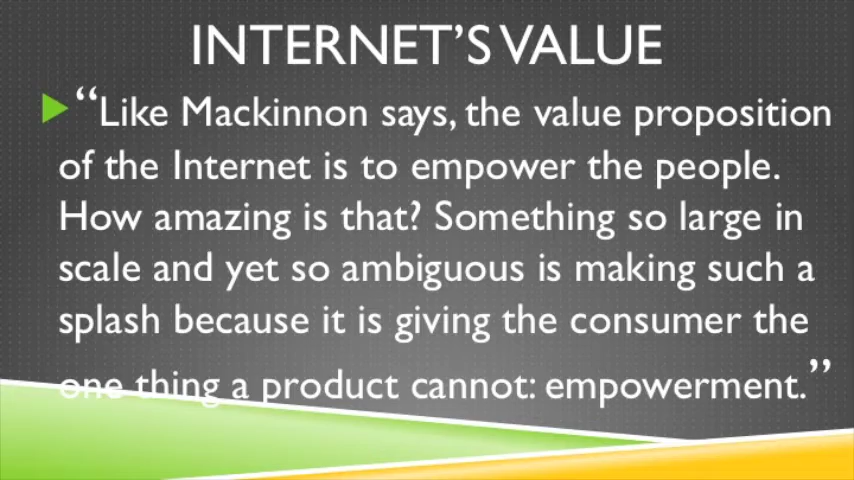 INTERNET'S VALUE
“Like Mackinnon says, the value proposition
of the Internet is to empower the people.
How amazing is that? Something so large in
scale and yet so ambiguous is making such a
splash because it is giving the consumer the
one thing a product cannot: empowerment.”